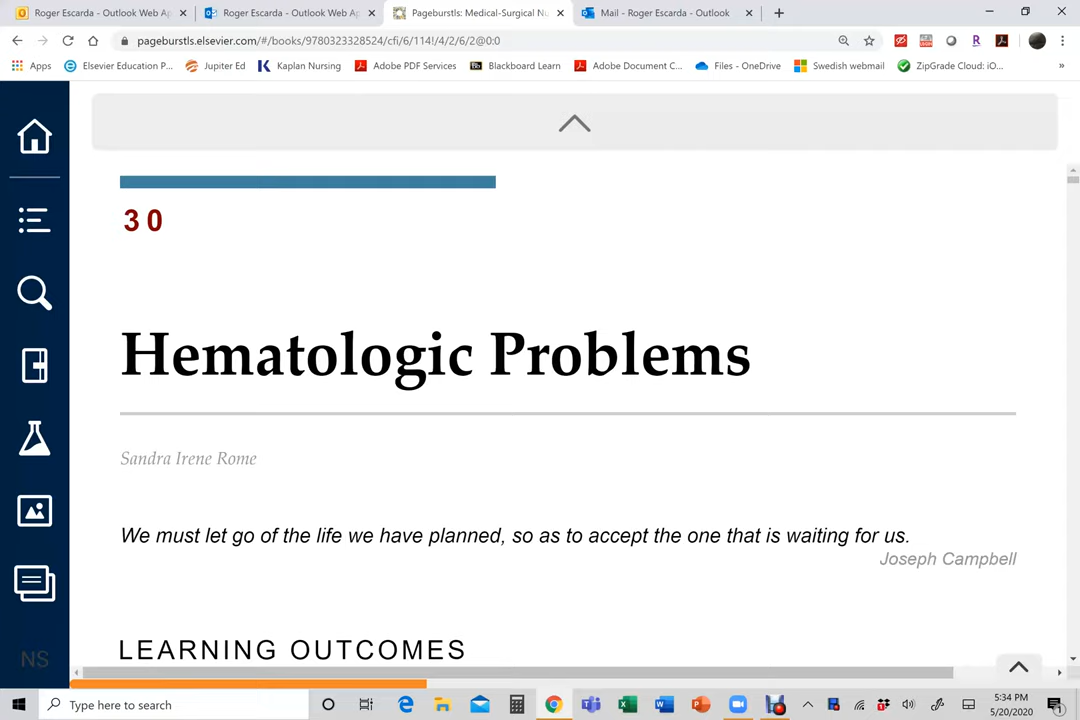 Roger Escarda - Outlook Web Ap
Roger Escarda - Outlook Web Ap
Pageburstls: Medical-Surgical Nu
Mail - Roger Escarda - Outlook
pageburstls.elsevier.com/#/books/9780323328524/cfi/6/114!/4/2/6/2@0:0
Apps
Elsevier Education P...
Jupiter Ed
Kaplan Nursing
Adobe PDF Services
Blackboard Learn
Adobe Document C...
Files - OneDrive
Swedish webmail
ZipGrade Cloud: iO...
»
30
Hematologic Problems
Sandra Irene Rome
We must let go of the life we have planned, so as to accept the one that is waiting for us.
Joseph Campbell
LEARNING OUTCOMES
NS
Type here to search
5:34 PM
5/20/2020